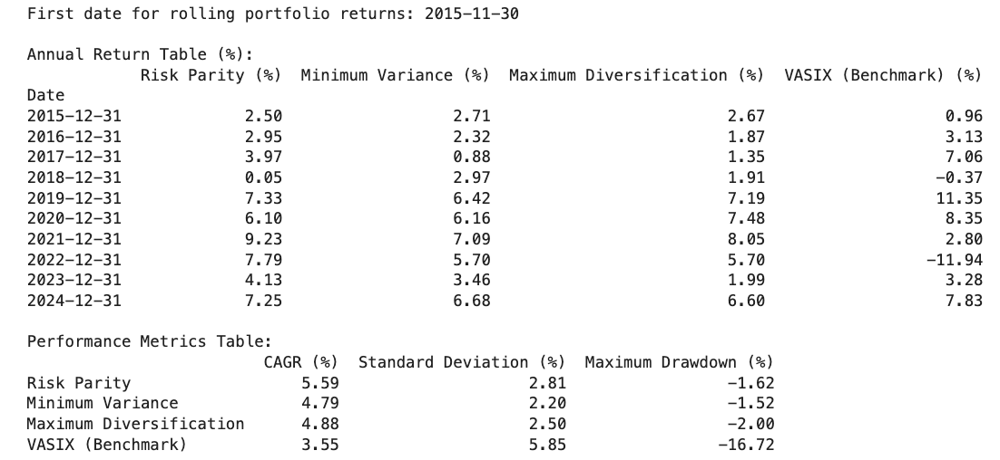 First date for rolling portfolio returns: 2015-11-30
Annual Return Table (%):
Risk Parity (%) Minimum Variance (%) Maximum Diversification (%) VASIX (Benchmark) (%)
Date
2015-12-31 2.50 2.71 2.67 0.96
2016-12-31 2.95 2.32 1.87 3.13
2017-12-31 3.97 0.88 1.35 7.06
2018-12-31 0.05 2.97 1.91 -0.37
2019-12-31 7.33 6.42 7.19 11.35
2020-12-31 6.10 6.16 7.48 8.35
2021-12-31 9.23 7.09 8.05 2.80
2022-12-31 7.79 5.70 5.70 -11.94
2023-12-31 4.13 3.46 1.99 3.28
2024-12-31 7.25 6.68 6.60 7.83
Performance Metrics Table:
CAGR (%) Standard Deviation (%) Maximum Drawdown (%)
Risk Parity 5.59 2.81 -1.62
Minimum Variance 4.79 2.20 -1.52
Maximum Diversification 4.88 2.50 -2.00
VASIX (Benchmark) 3.55 5.85 -16.72